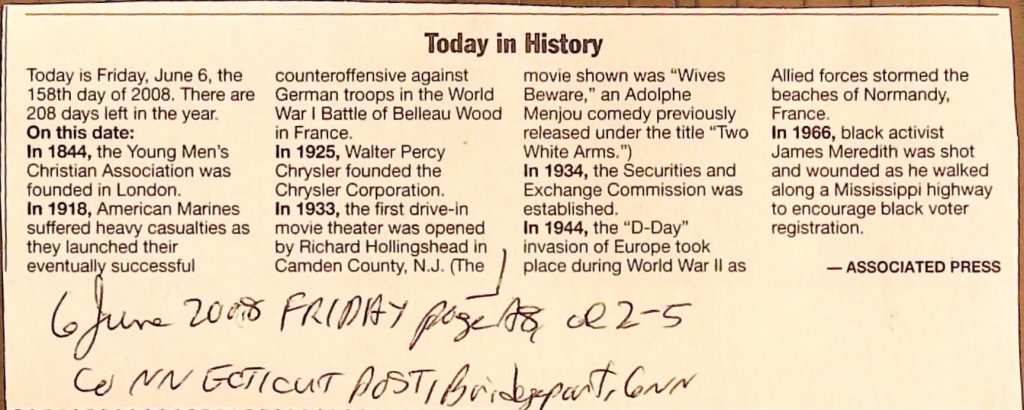 Today in History
Today is Friday, June 6, the
158th day of 2008. There are
208 days left in the year.
On this date:
In 1844, the Young Men's
Christian Association was
founded in London.
In 1918, American Marines
suffered heavy casualties as
they launched their
eventually successful
counteroffensive against
German troops in the World
War I Battle of Belleau Wood
in France.
In 1925, Walter Percy
Chrysler founded the
Chrysler Corporation.
In 1933, the first drive-in
movie theater was opened
by Richard Hollingshead in
Camden County, N.J. (The
movie shown was “Wives
Beware,” an Adolphe
Menjou comedy previously
released under the title “Two
White Arms.”)
In 1934, the Securities and
Exchange Commission was
established.
In 1944, the “D-Day”
invasion of Europe took
place during World War II as
Allied forces stormed the
beaches of Normandy,
France.
In 1966, black activist
James Meredith was shot
and wounded as he walked
along a Mississippi highway
to encourage black voter
registration.
— ASSOCIATED PRESS
6 June 2008 FRIDAY page A8, 2-5
CONNECTICUT POST, Bridgeport, CONN